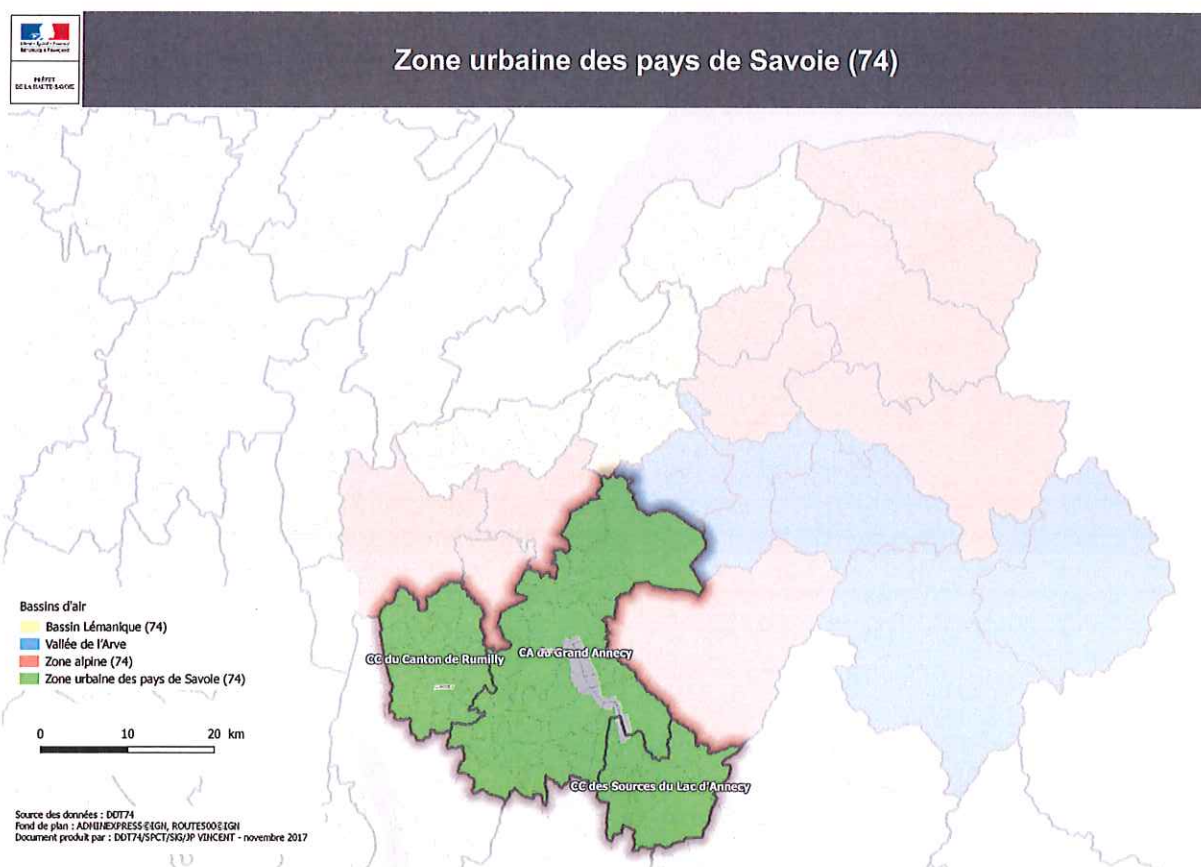 PRÉFET
DE LA HAUTE-SAVOIE
Zone urbaine des pays de Savoie (74)
CC du Canton de Rumilly
CA du Grand Annecy
CC des Sources du Lac d'Annecy
Bassins d'air
Bassin Lémanique (74)
Vallée de l'Arve
Zone alpine (74)
Zone urbaine des pays de Savoie (74)
0 10 20 km
Source des données : DDT74
Fond de plan : ADMINEXPRESS©IGN, ROUTE500©IGN
Document produit par : DDT74/SPCT/SIG/JP VINCENT - novembre 2017